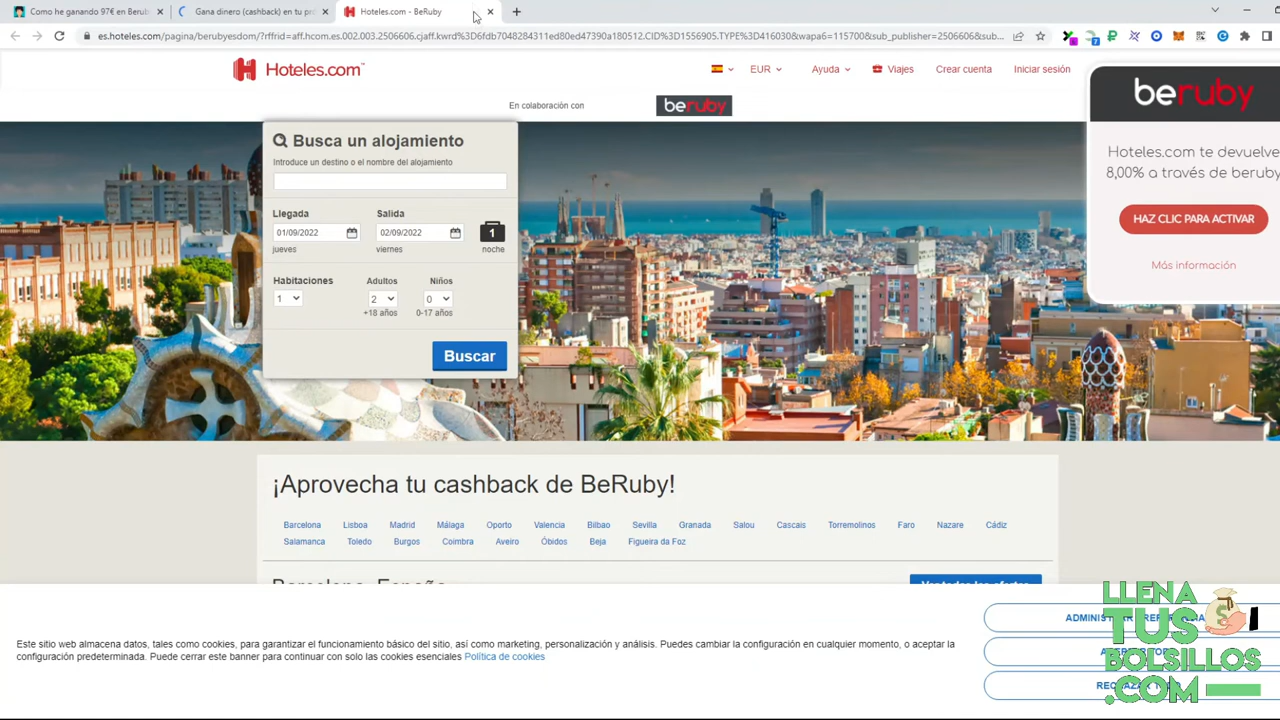 Como he ganando 97€ en Berub
Gana dinero (cashback) en tu pro
Hoteles.com - BeRuby
es.hoteles.com/pagina/berubyesdom/?rffrid=aff.hcom.es.002.003.2506606.cjaff.kwrd%3D6fdb7048284311ed80ed47390a180512.CID%3D1556905.TYPE%3D416030&wapa6=115700&sub_publisher=2506606&sub...
Hoteles.com
EUR
Ayuda
Viajes
Crear cuenta
Iniciar sesión
En colaboración con
beruby
Busca un alojamiento
Introduce un destino o el nombre del alojamiento
Llegada
Salida
01/09/2022
02/09/2022
1
jueves
viernes
noche
Habitaciones
Adultos
Niños
1
2
0
+18 años
0-17 años
Buscar
beruby
Hoteles.com te devuelve
8,00% a través de beruby
HAZ CLIC PARA ACTIVAR
Más información
¡Aprovecha tu cashback de BeRuby!
Barcelona Lisboa Madrid Málaga Oporto Valencia Bilbao Sevilla Granada Salou Cascais Torremolinos Faro Nazare Cádiz
Salamanca Toledo Burgos Coimbra Aveiro Óbidos Beja Figueira da Foz
Barcelona, España
Ver todas las ofertas
Este sitio web almacena datos, tales como cookies, para garantizar el funcionamiento básico del sitio, así como marketing, personalización y análisis. Puedes cambiar la configuración en cualquier momento, o aceptar la
configuración predeterminada. Puede cerrar este banner para continuar con solo las cookies esenciales Política de cookies
LLENA
TUS
BOLSILLOS
.COM